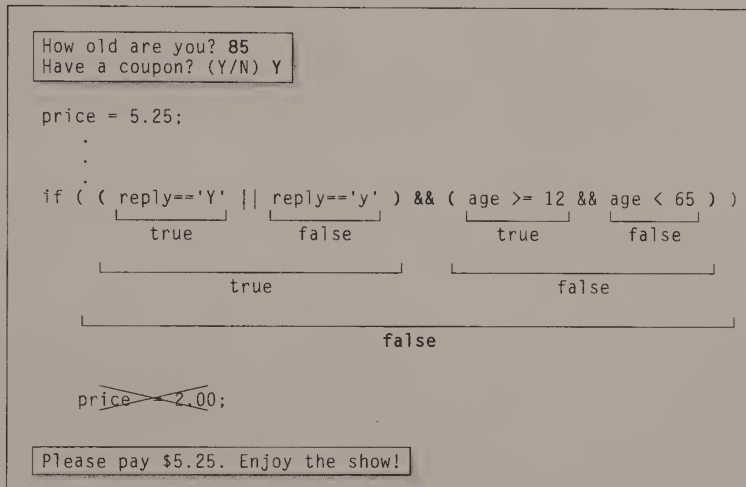 How old are you? 85
Have a coupon? (Y/N) Y
price = 5.25;
.
.
.
if ( ( reply=='Y' || reply=='y' ) && ( age >= 12 && age < 65 ) )
true false true false
true false
false
price = 2.00;
Please pay $5.25. Enjoy the show!